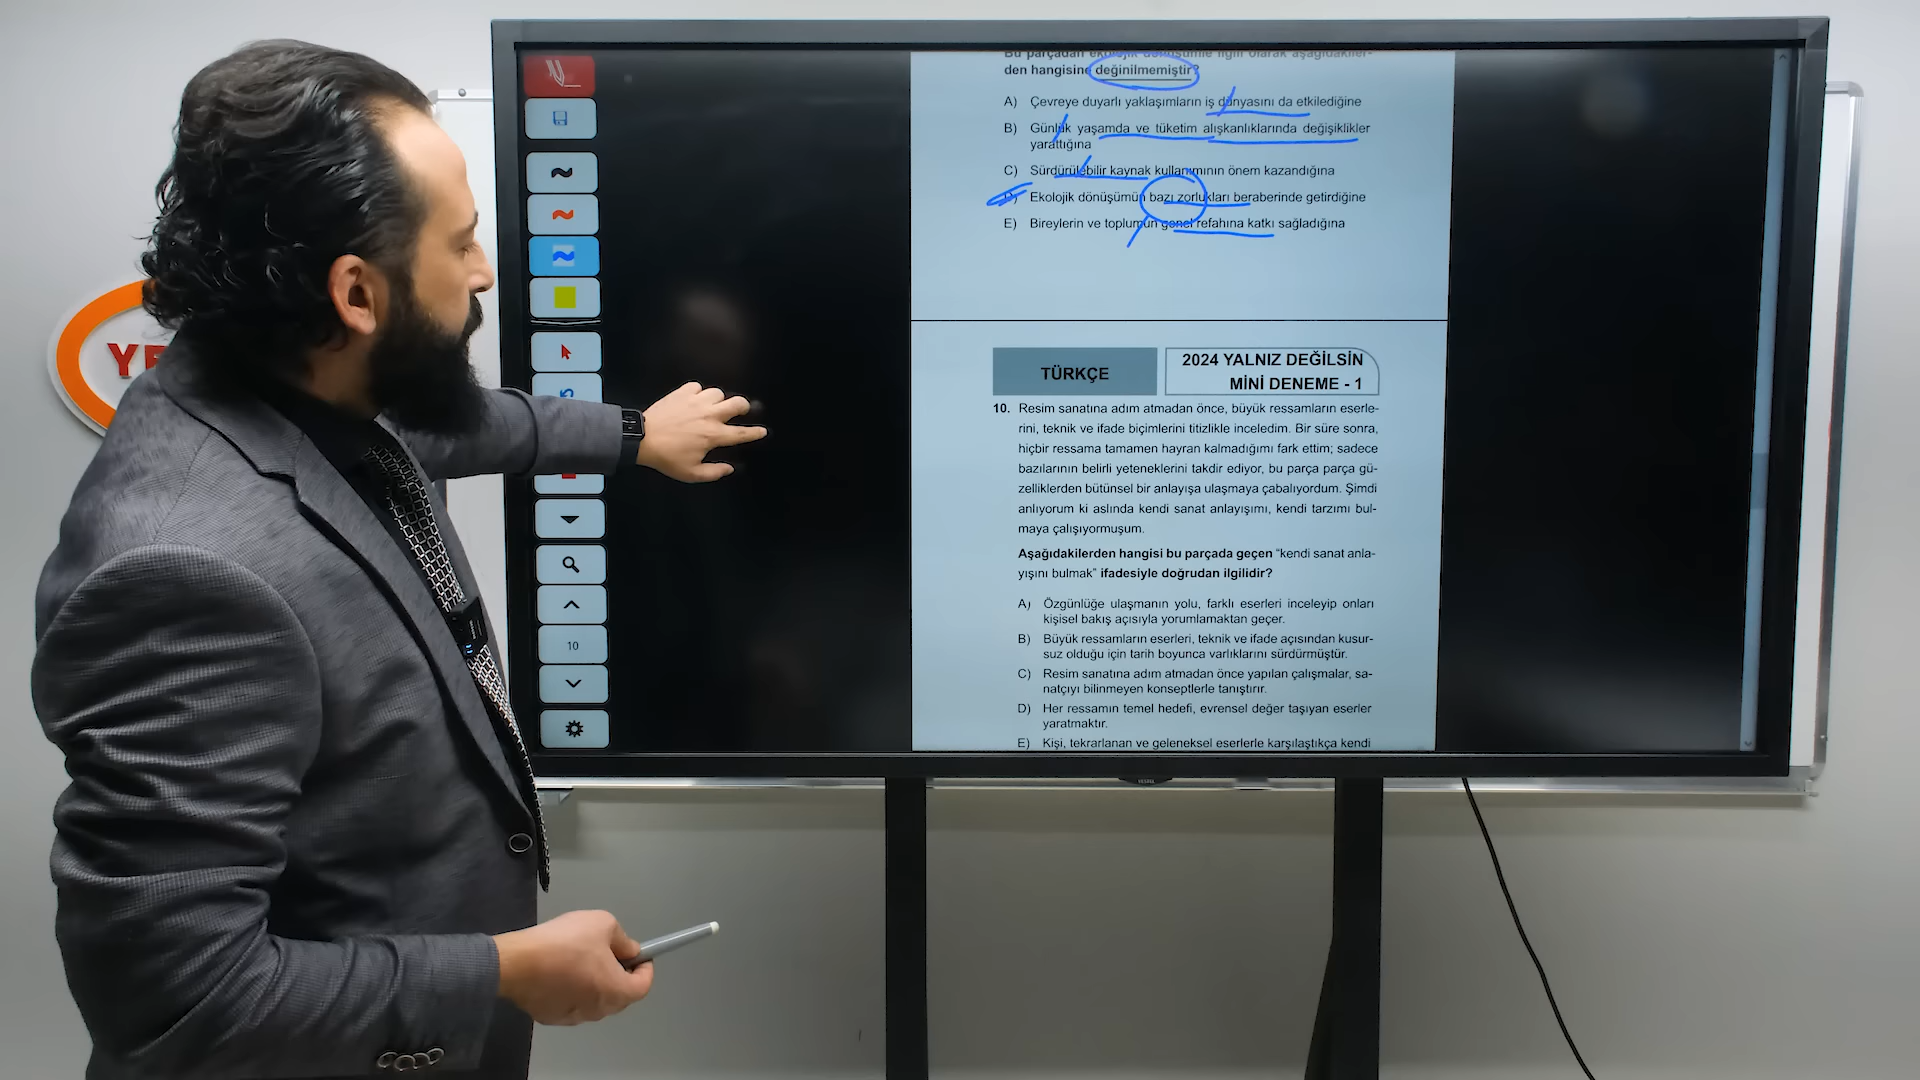 Bu parçadan ekolojik dönüşümle ilgili olarak aşağıdakiler-
den hangisine değinilmemiştir?
A) Çevreye duyarlı yaklaşımların iş dünyasını da etkilediğine
B) Günlük yaşamda ve tüketim alışkanlıklarında değişiklikler
yarattığına
C) Sürdürülebilir kaynak kullanımının önem kazandığına
D) Ekolojik dönüşümün bazı zorlukları beraberinde getirdiğine
E) Bireylerin ve toplumun genel refahına katkı sağladığına
TÜRKÇE
2024 YALNIZ DEĞİLSİN
MİNİ DENEME - 1
10. Resim sanatına adım atmadan önce, büyük ressamların eserle-
rini, teknik ve ifade biçimlerini titizlikle inceledim. Bir süre sonra,
hiçbir ressama tamamen hayran kalmadığımı fark ettim; sadece
bazılarının belirli yeteneklerini takdir ediyor, bu parça parça gü-
zelliklerden bütünsel bir anlayışa ulaşmaya çabalıyordum. Şimdi
anlıyorum ki aslında kendi sanat anlayışımı, kendi tarzımı bul-
maya çalışıyormuşum.
Aşağıdakilerden hangisi bu parçada geçen “kendi sanat anla-
yışını bulmak” ifadesiyle doğrudan ilgilidir?
A) Özgünlüğe ulaşmanın yolu, farklı eserleri inceleyip onları
kişisel bakış açısıyla yorumlamaktan geçer.
B) Büyük ressamların eserleri, teknik ve ifade açısından kusur-
suz olduğu için tarih boyunca varlıklarını sürdürmüştür.
C) Resim sanatına adım atmadan önce yapılan çalışmalar, sa-
natçıyı bilinmeyen konseptlerle tanıştırır.
D) Her ressamın temel hedefi, evrensel değer taşıyan eserler
yaratmaktır.
E) Kişi, tekrarlanan ve geleneksel eserlerle karşılaştıkça kendi
10